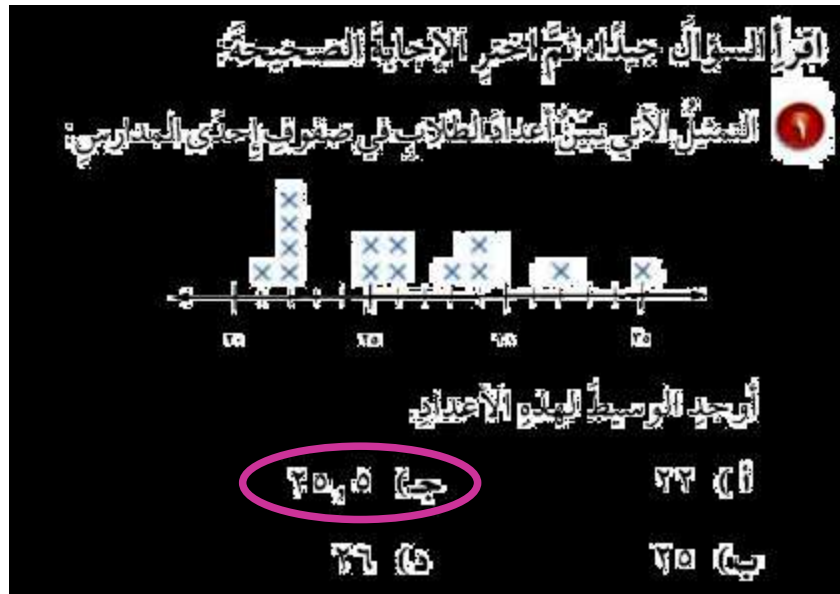 اقرأِ السؤالَ جيدًا، ثمَّ اخترِ الإجابةَ الصحيحةَ:
١ التمثيلُ الآتي يبيِّنُ أعدادَ الطلابِ في صفوفِ إحدَى المدارسِ:
٢٠ ٢٥ ٣٠ ٣٥
أوجدِ الوسيطَ لهذهِ الأعدادِ.
أ) ٢٢ جـ) ٢٥,٥
ب) ٢٥ د) ٢٦